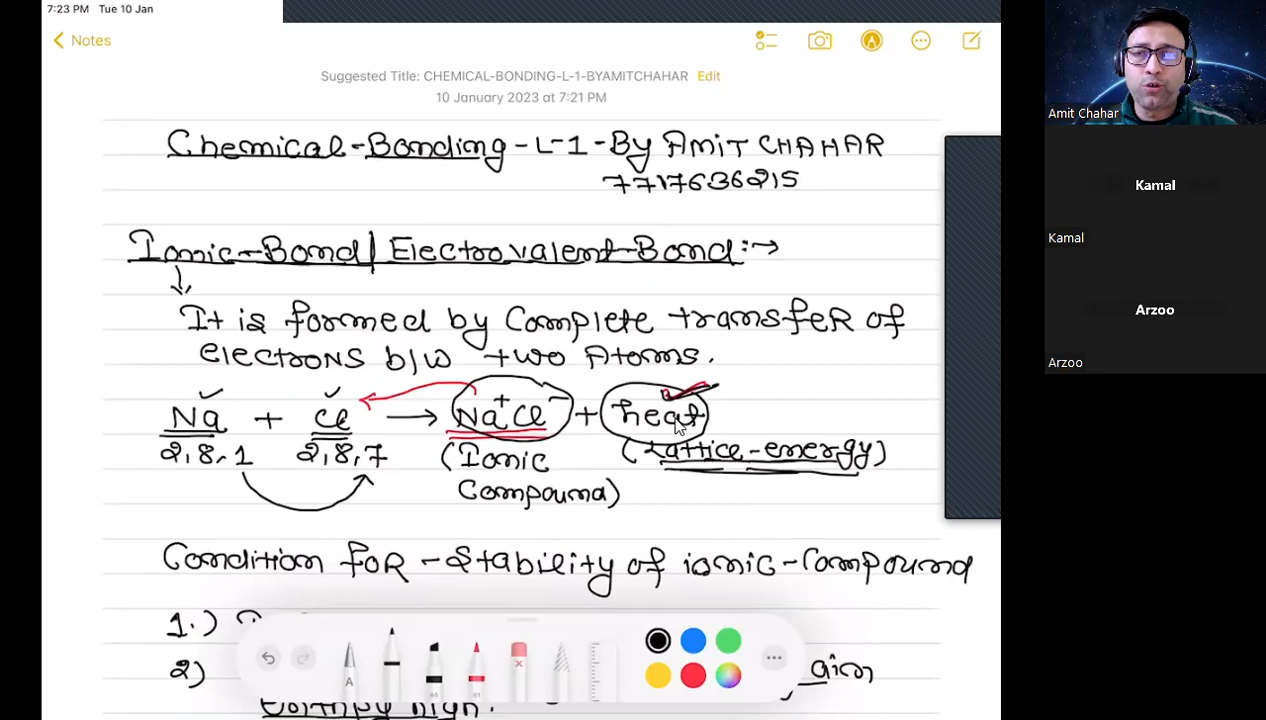 7:23 PM Tue 10 Jan
Notes
Suggested Title: CHEMICAL-BONDING-L-1-BYAMITCHAHAR Edit
10 January 2023 at 7:21 PM
Chemical-Bonding-L-1-By AMIT CHAHAR
7717636215
Ionic-Bond| Electrovalent-Bond:→
It is formed by Complete transfer of
electrons b/w two Atoms.
Na + Cl → Na⁺Cl⁻ + heat
2,8,1 2,8,7 (Ionic (Lattice-energy)
Compound)
Condition for -Stability of ionic-Compound
1.)
2)
high.
A
Amit Chahar
Kamal
Kamal
Arzoo
Arzoo